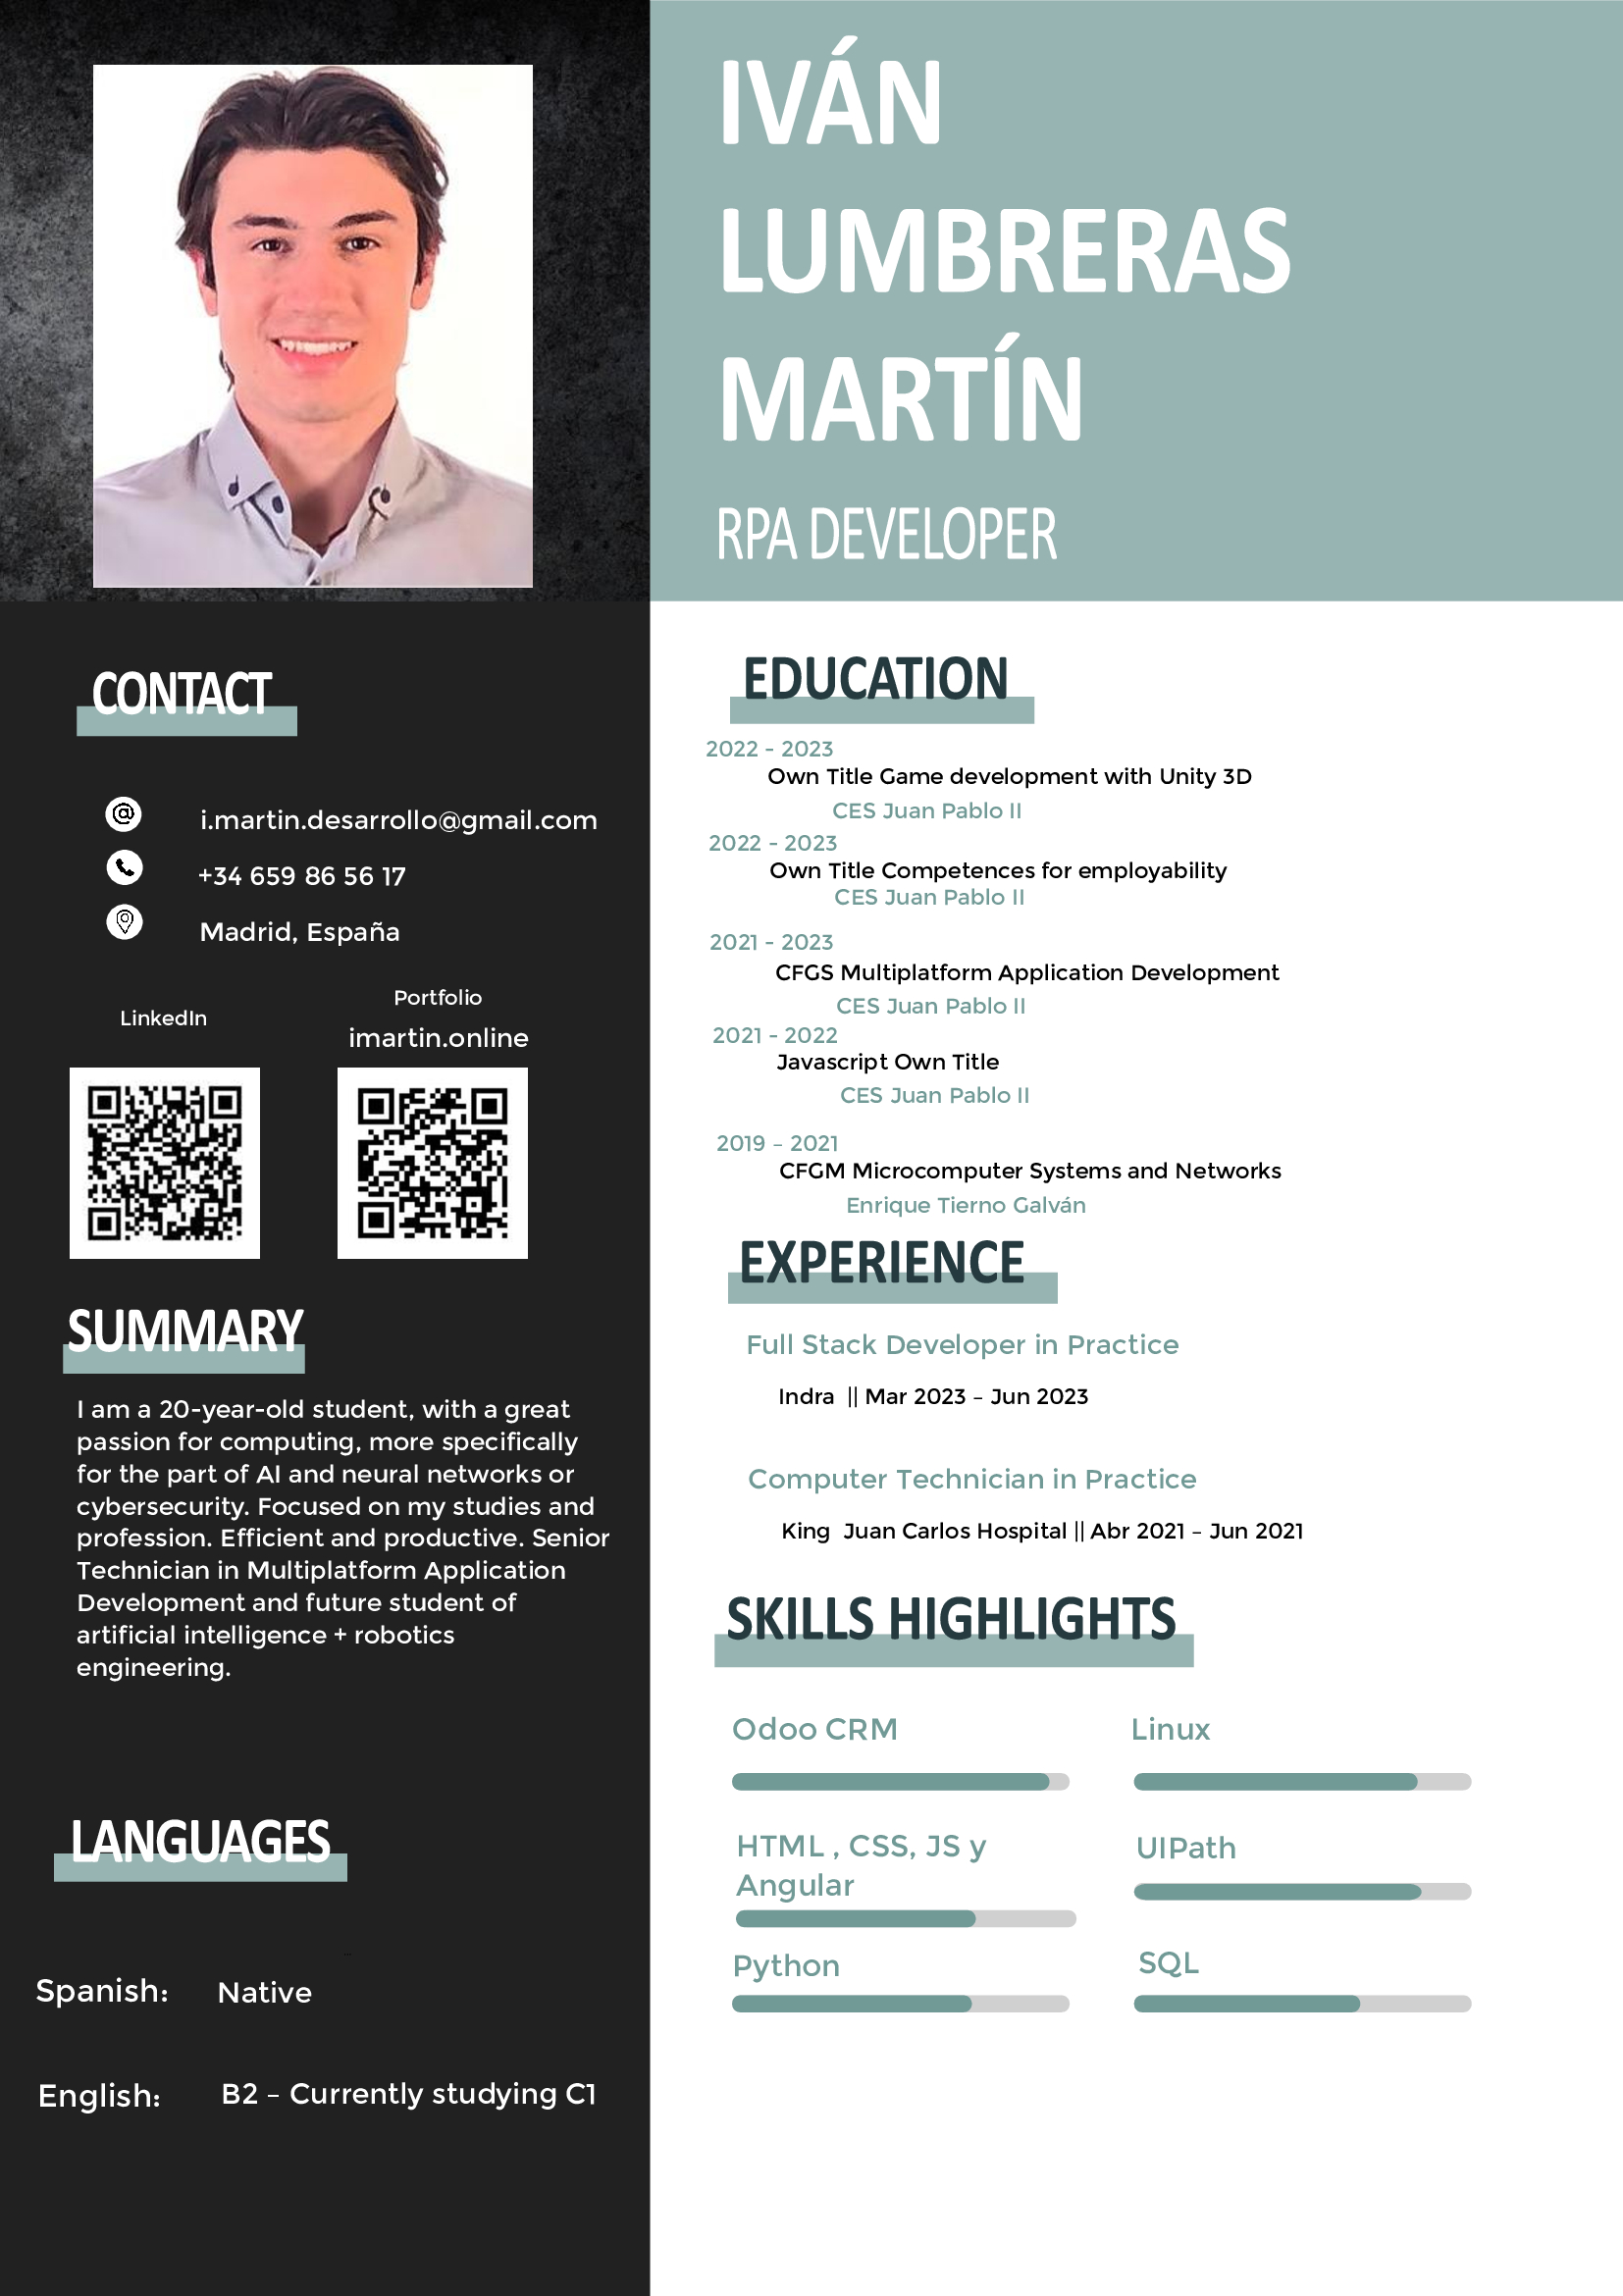 IVÁN
LUMBRERAS
MARTÍN
RPA DEVELOPER
CONTACT
i.martin.desarrollo@gmail.com
+34 659 86 56 17
Madrid, España
LinkedIn
Portfolio
imartin.online
SUMMARY
I am a 20-year-old student, with a great
passion for computing, more specifically
for the part of AI and neural networks or
cybersecurity. Focused on my studies and
profession. Efficient and productive. Senior
Technician in Multiplatform Application
Development and future student of
artificial intelligence + robotics
engineering.
LANGUAGES
Spanish: Native
English: B2 – Currently studying C1
EDUCATION
2022 - 2023
Own Title Game development with Unity 3D
CES Juan Pablo II
2022 - 2023
Own Title Competences for employability
CES Juan Pablo II
2021 - 2023
CFGS Multiplatform Application Development
CES Juan Pablo II
2021 - 2022
Javascript Own Title
CES Juan Pablo II
2019 – 2021
CFGM Microcomputer Systems and Networks
Enrique Tierno Galván
EXPERIENCE
Full Stack Developer in Practice
Indra || Mar 2023 – Jun 2023
Computer Technician in Practice
King Juan Carlos Hospital || Abr 2021 – Jun 2021
SKILLS HIGHLIGHTS
Odoo CRM
Linux
HTML , CSS, JS y
Angular
UIPath
Python
SQL